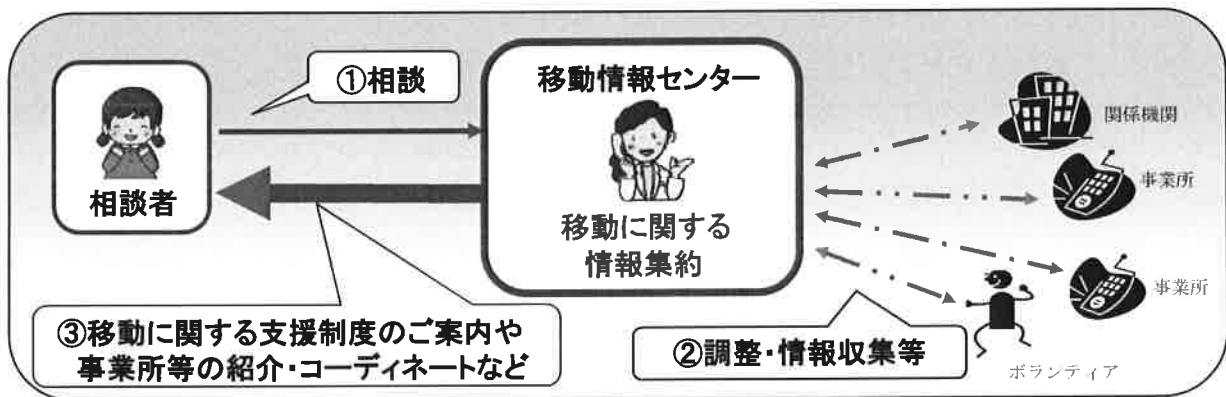 ①相談
移動情報センター
相談者
移動に関する
情報集約
関係機関
事業所
事業所
ボランティア
②調整・情報収集等
③移動に関する支援制度のご案内や
事業所等の紹介・コーディネートなど